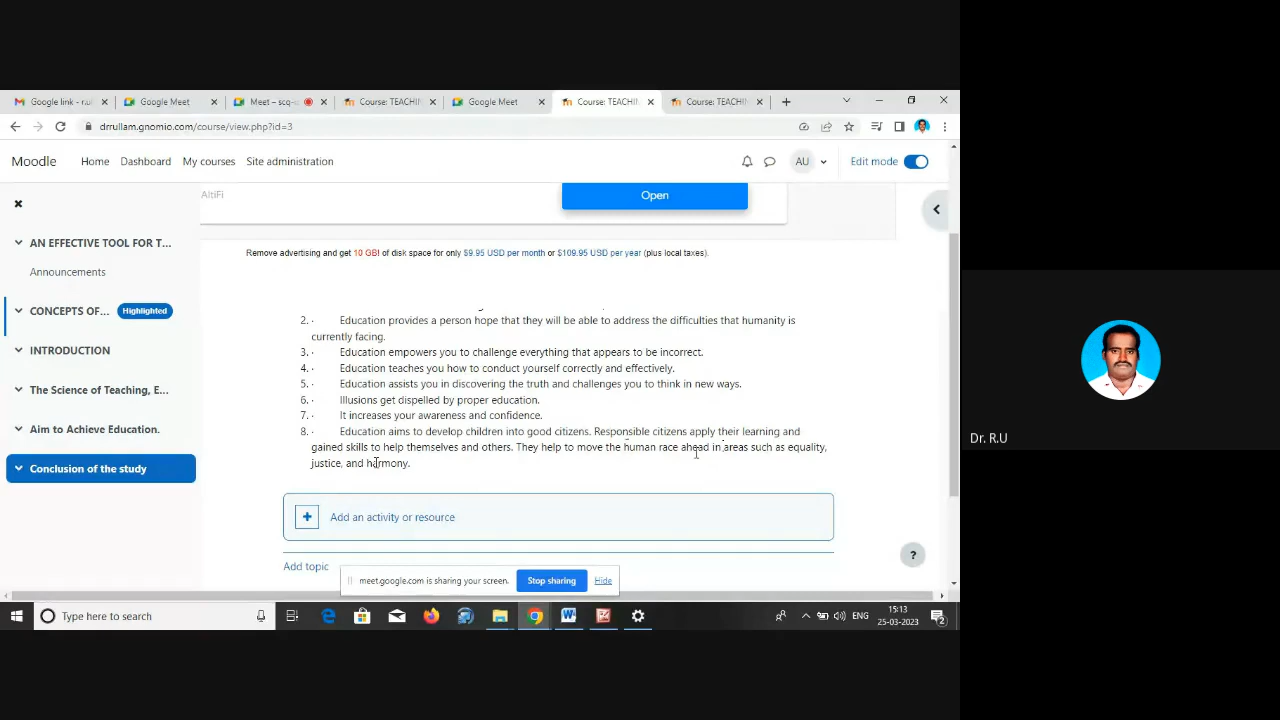 Google link - r.ul
Google Meet
Meet – scq-
Course: TEACHIN
Google Meet
Course: TEACHIN
Course: TEACHIN
drrullam.gnomio.com/course/view.php?id=3
Moodle Home Dashboard My courses Site administration AU Edit mode
AltiFi
Open
AN EFFECTIVE TOOL FOR T...
Announcements
CONCEPTS OF... Highlighted
INTRODUCTION
The Science of Teaching, E...
Aim to Achieve Education.
Conclusion of the study
Remove advertising and get 10 GB! of disk space for only $9.95 USD per month or $109.95 USD per year (plus local taxes).
2. · Education provides a person hope that they will be able to address the difficulties that humanity is
currently facing.
3. · Education empowers you to challenge everything that appears to be incorrect.
4. · Education teaches you how to conduct yourself correctly and effectively.
5. · Education assists you in discovering the truth and challenges you to think in new ways.
6. · Illusions get dispelled by proper education.
7. · It increases your awareness and confidence.
8. · Education aims to develop children into good citizens. Responsible citizens apply their learning and
gained skills to help themselves and others. They help to move the human race ahead in areas such as equality,
justice, and harmony.
Add an activity or resource
Add topic
?
meet.google.com is sharing your screen. Stop sharing Hide
Type here to search
ENG
15:13
25-03-2023
2
Dr. R.U